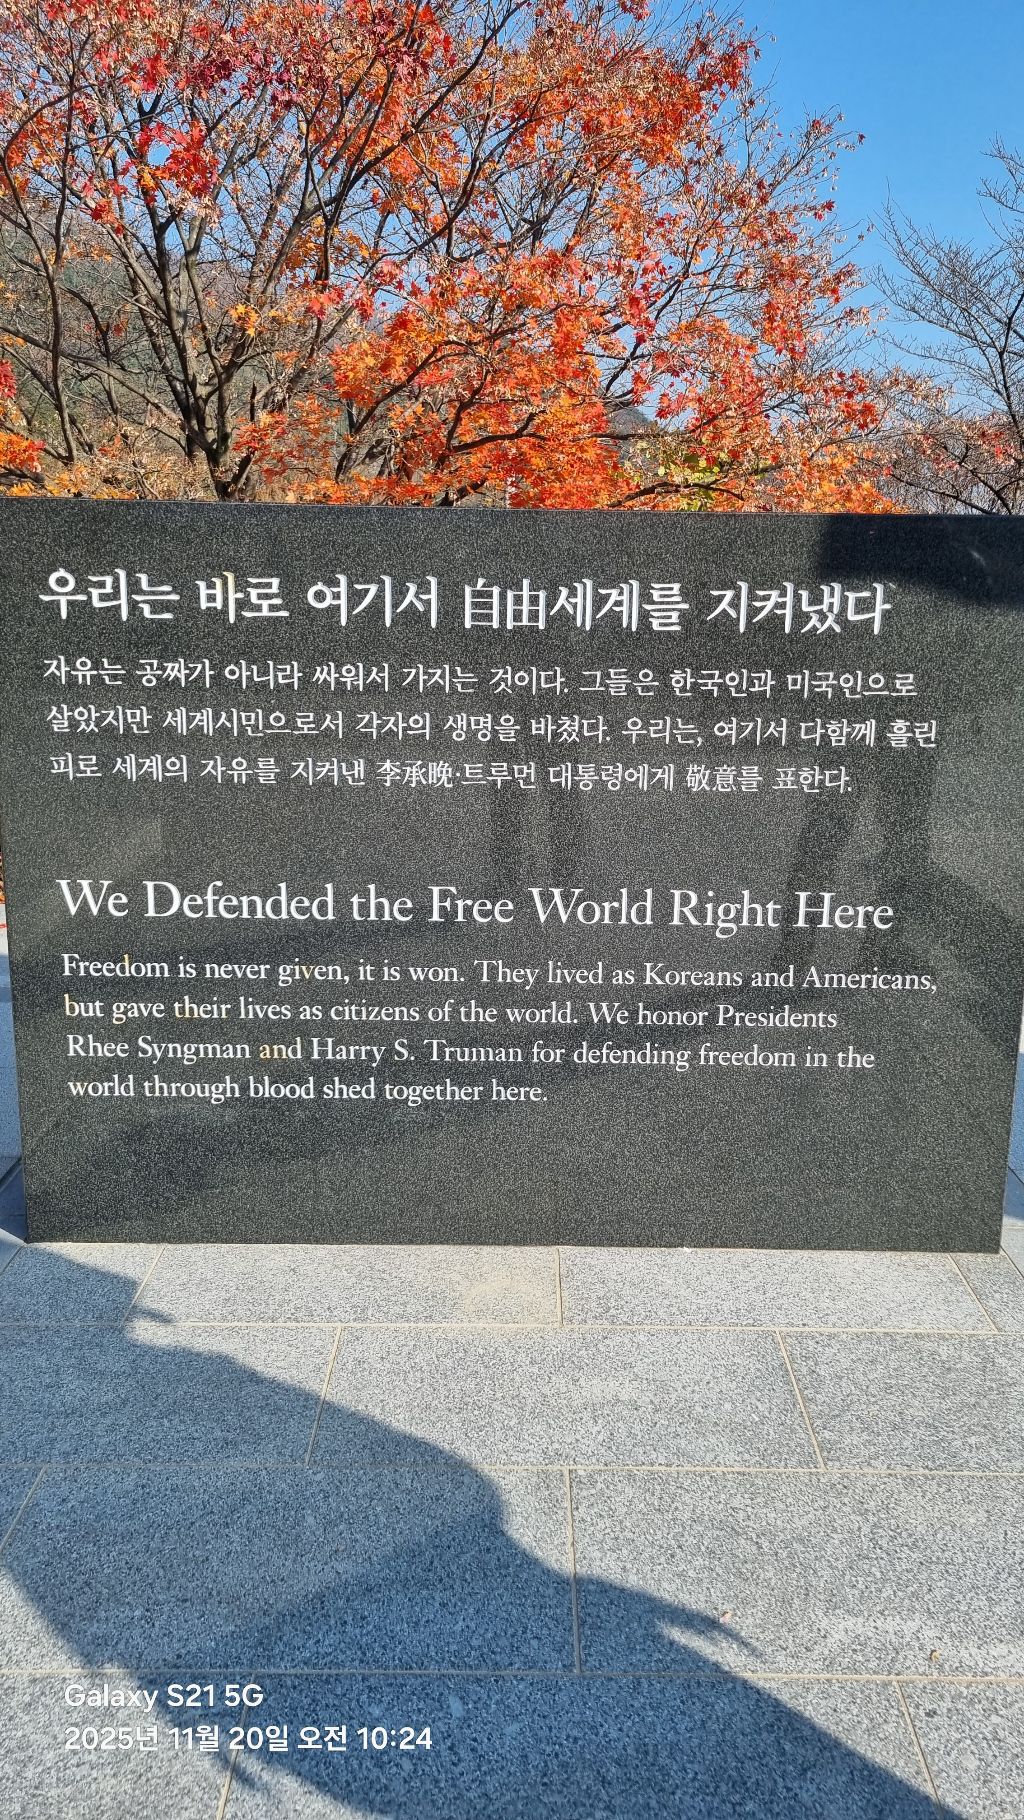 우리는 바로 여기서 自由세계를 지켜냈다
자유는 공짜가 아니라 싸워서 가지는 것이다. 그들은 한국인과 미국인으로
살았지만 세계시민으로서 각자의 생명을 바쳤다. 우리는, 여기서 다함께 흘린
피로 세계의 자유를 지켜낸 李承晩·트루먼 대통령에게 敬意를 표한다.
We Defended the Free World Right Here
Freedom is never given, it is won. They lived as Koreans and Americans,
but gave their lives as citizens of the world. We honor Presidents
Rhee Syngman and Harry S. Truman for defending freedom in the
world through blood shed together here.
Galaxy S21 5G
2025년 11월 20일 오전 10:24